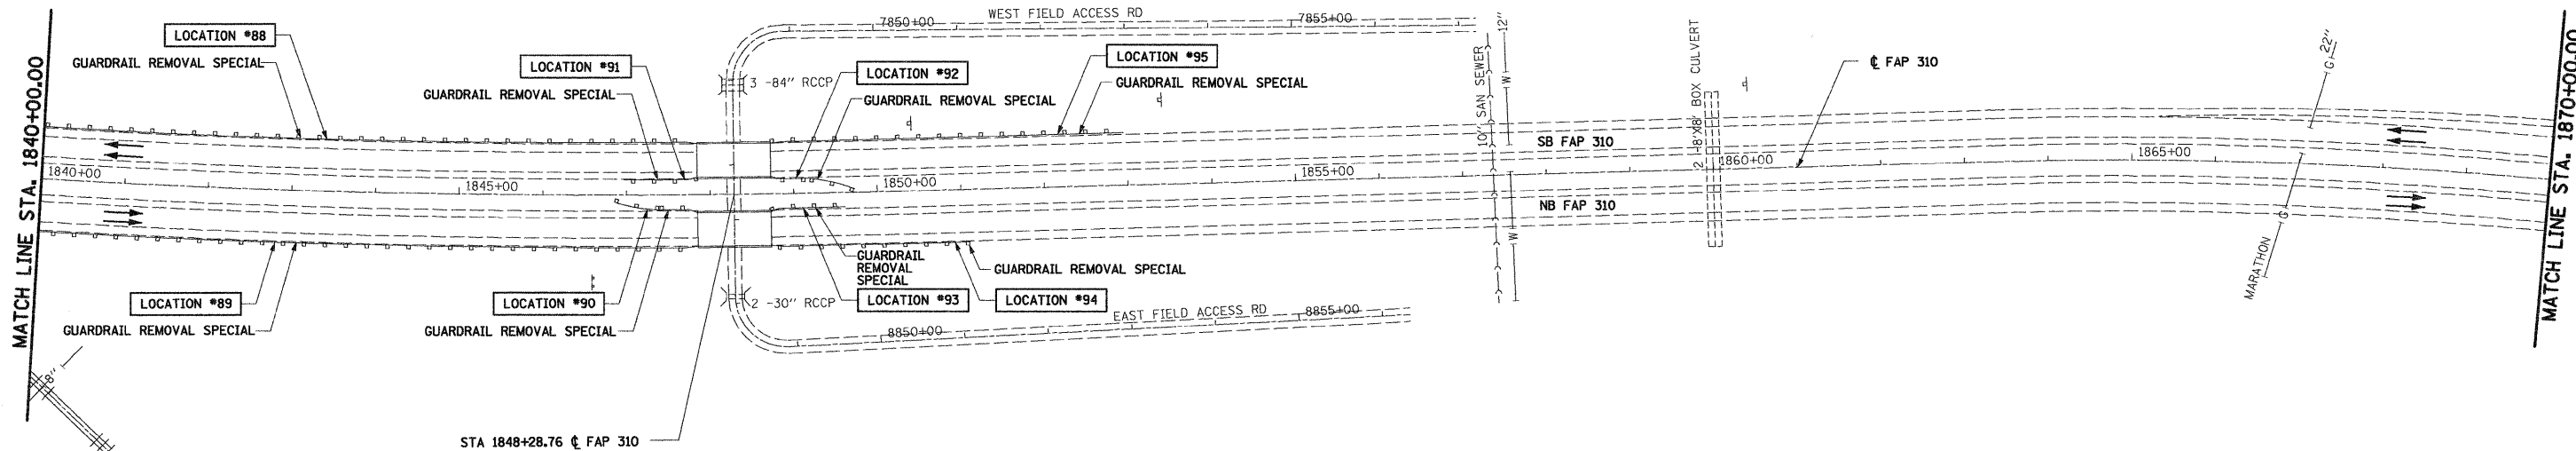 MATCH LINE STA. 1840+00.00
LOCATION #88
GUARDRAIL REMOVAL SPECIAL
LOCATION #91
GUARDRAIL REMOVAL SPECIAL
7850+00
WEST FIELD ACCESS RD
7855+00
3 -84" RCCP
LOCATION #92
GUARDRAIL REMOVAL SPECIAL
LOCATION #95
GUARDRAIL REMOVAL SPECIAL
10" SAN SEWER
12"
W
W
2 -8'X8' BOX CULVERT
℄ FAP 310
G 22"
G
MARATHON
MATCH LINE STA. 1870+00.00
SB FAP 310
1840+00
1845+00
1850+00
1855+00
1860+00
1865+00
NB FAP 310
LOCATION #89
GUARDRAIL REMOVAL SPECIAL
LOCATION #90
GUARDRAIL REMOVAL SPECIAL
2 -30" RCCP
GUARDRAIL
REMOVAL
SPECIAL
LOCATION #93
GUARDRAIL REMOVAL SPECIAL
LOCATION #94
EAST FIELD ACCESS RD
8850+00
8855+00
8"
STA 1848+28.76 ℄ FAP 310